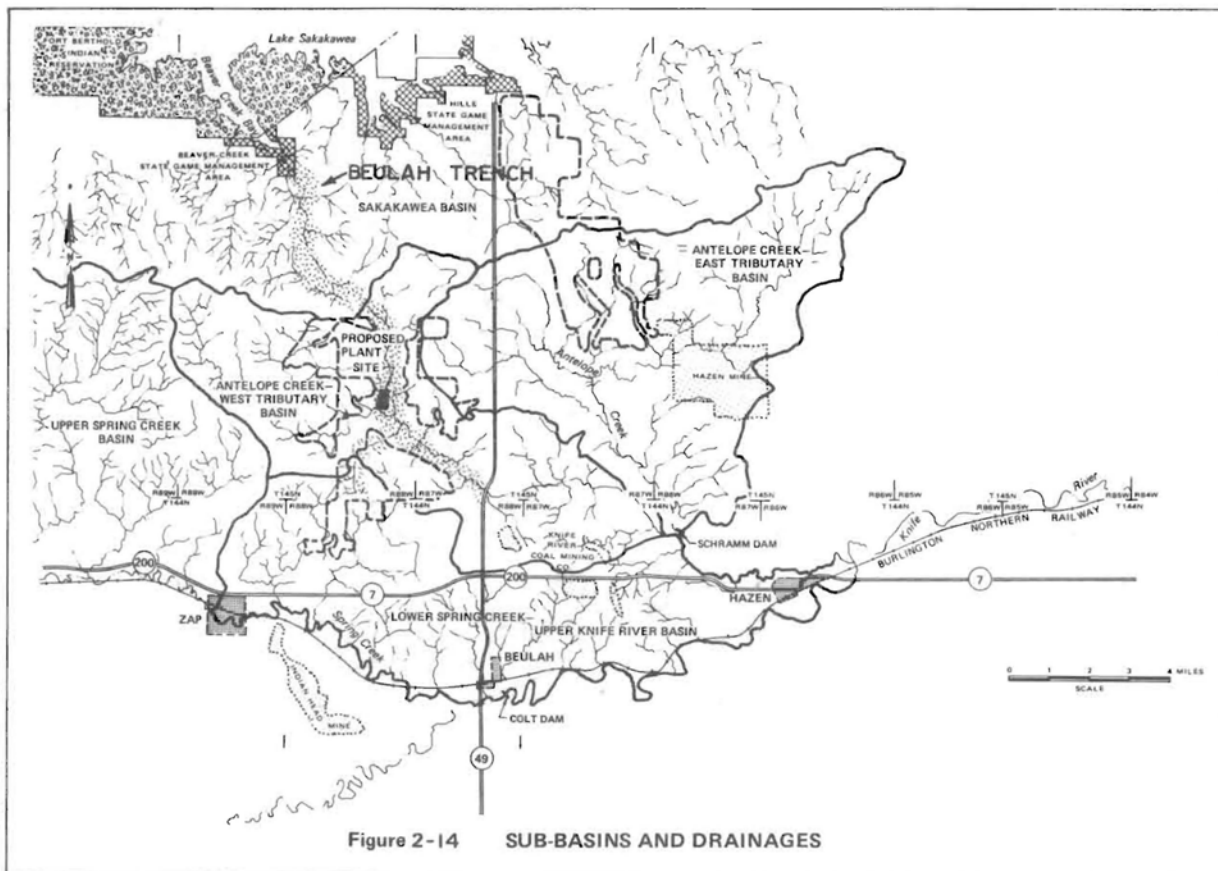 Lake Sakakawea
FORT BERTHOLD
INDIAN
RESERVATION
Beaver Creek Bay
HILLE
STATE GAME
MANAGEMENT
AREA
BEAVER CREEK
STATE GAME MANAGEMENT
AREA
BEULAH TRENCH
SAKAKAWEA BASIN
ANTELOPE CREEK—
EAST TRIBUTARY
BASIN
PROPOSED
PLANT
SITE
Antelope
Creek
HAZEN MINE
ANTELOPE CREEK—
WEST TRIBUTARY
BASIN
UPPER SPRING CREEK
BASIN
R89W R88W
T144N
T145N
R89W R88W
R88W R87W
T144N
T145N
R88W R87W
R87W R86W
T144N
T145N
R87W R86W
R86W R85W
T144N
T145N
R86W R85W
R85W R84W
T144N
Knife River
BURLINGTON NORTHERN RAILWAY
KNIFE
RIVER
COAL MINING
CO
SCHRAMM DAM
200
7
200
7
HAZEN
ZAP
Spring Creek
LOWER SPRING CREEK—
UPPER KNIFE RIVER BASIN
BEULAH
INDIAN HEAD
MINE
COLT DAM
49
0 1 2 3 4 MILES
SCALE
Figure 2-14 SUB-BASINS AND DRAINAGES